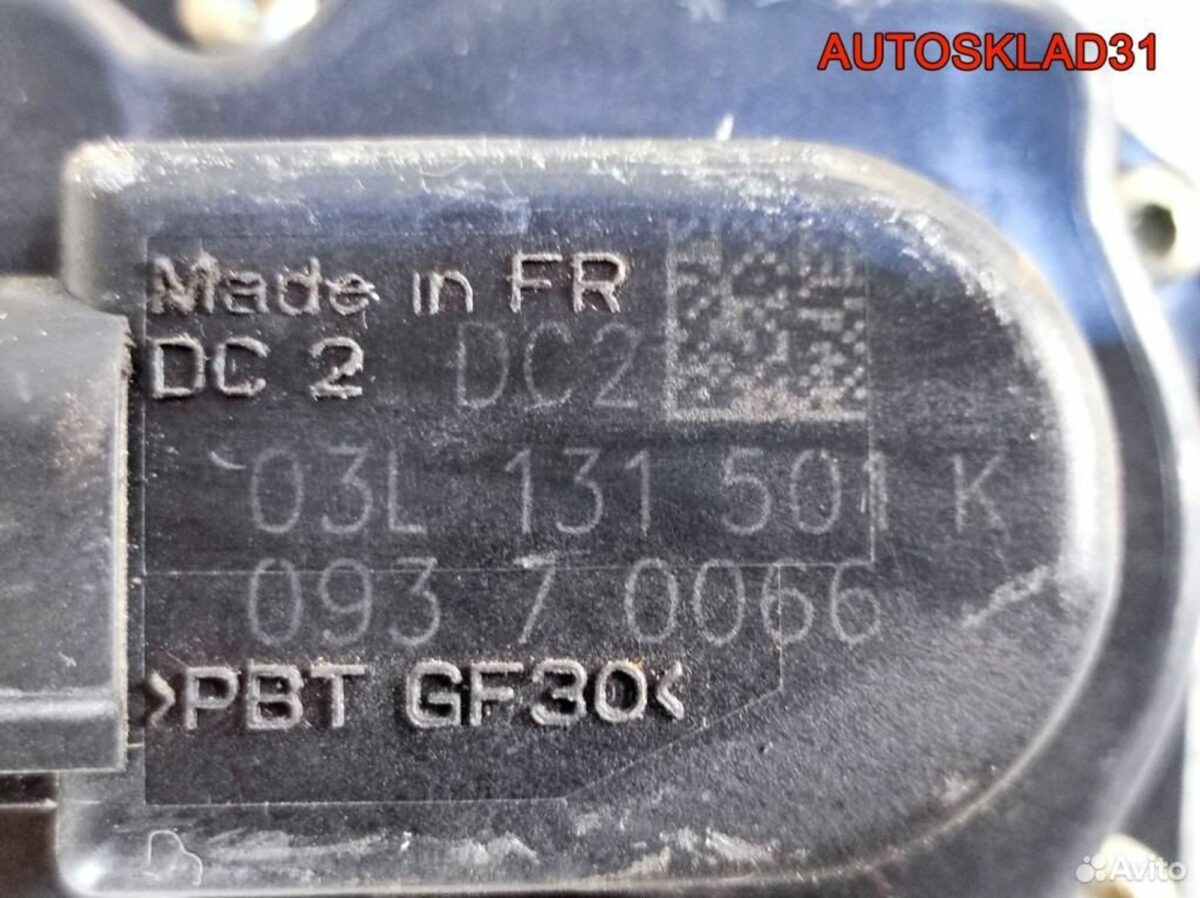 AUTOSKLAD31
Made in FR
DC 2 DC2
03L 131 501 K
093 7 0066
>PBT GF30<
Avito